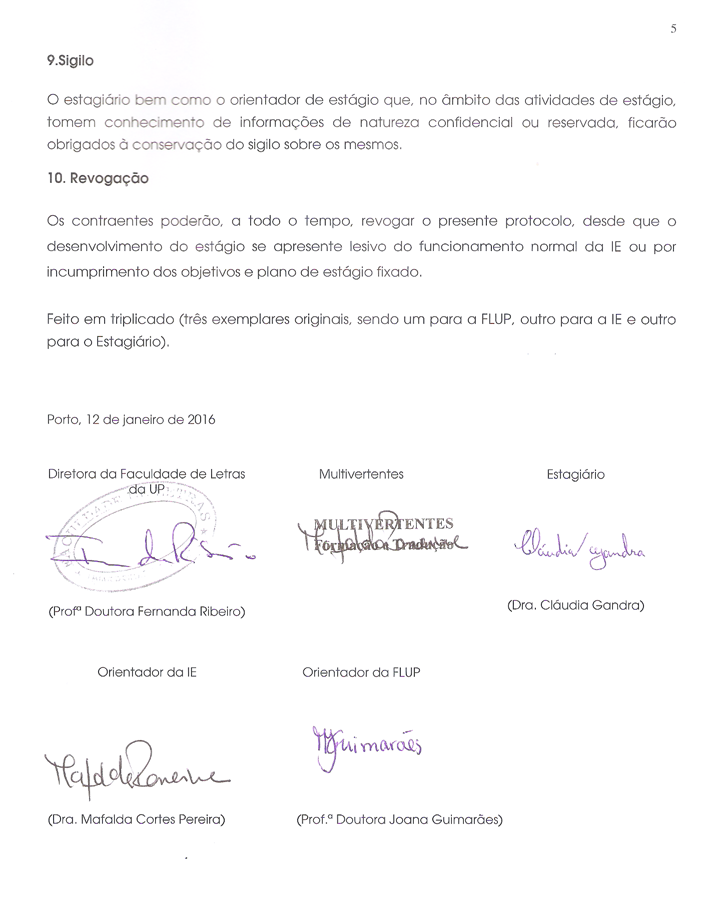 5
9.Sigilo
O estagiário bem como o orientador de estágio que, no âmbito das atividades de estágio,
tomem conhecimento de informações de natureza confidencial ou reservada, ficarão
obrigados à conservação do sigilo sobre os mesmos.
10. Revogação
Os contraentes poderão, a todo o tempo, revogar o presente protocolo, desde que o
desenvolvimento do estágio se apresente lesivo do funcionamento normal da IE ou por
incumprimento dos objetivos e plano de estágio fixado.
Feito em triplicado (três exemplares originais, sendo um para a FLUP, outro para a IE e outro
para o Estagiário).
Porto, 12 de janeiro de 2016
Diretora da Faculdade de Letras
da UP
Multivertentes
Estagiário
MULTIVERTENTES
Formação e Tradução
Cláudia Gandra
(Profª Doutora Fernanda Ribeiro)
(Dra. Cláudia Gandra)
Orientador da IE
Orientador da FLUP
Guimarães
(Dra. Mafalda Cortes Pereira)
(Prof.ª Doutora Joana Guimarães)